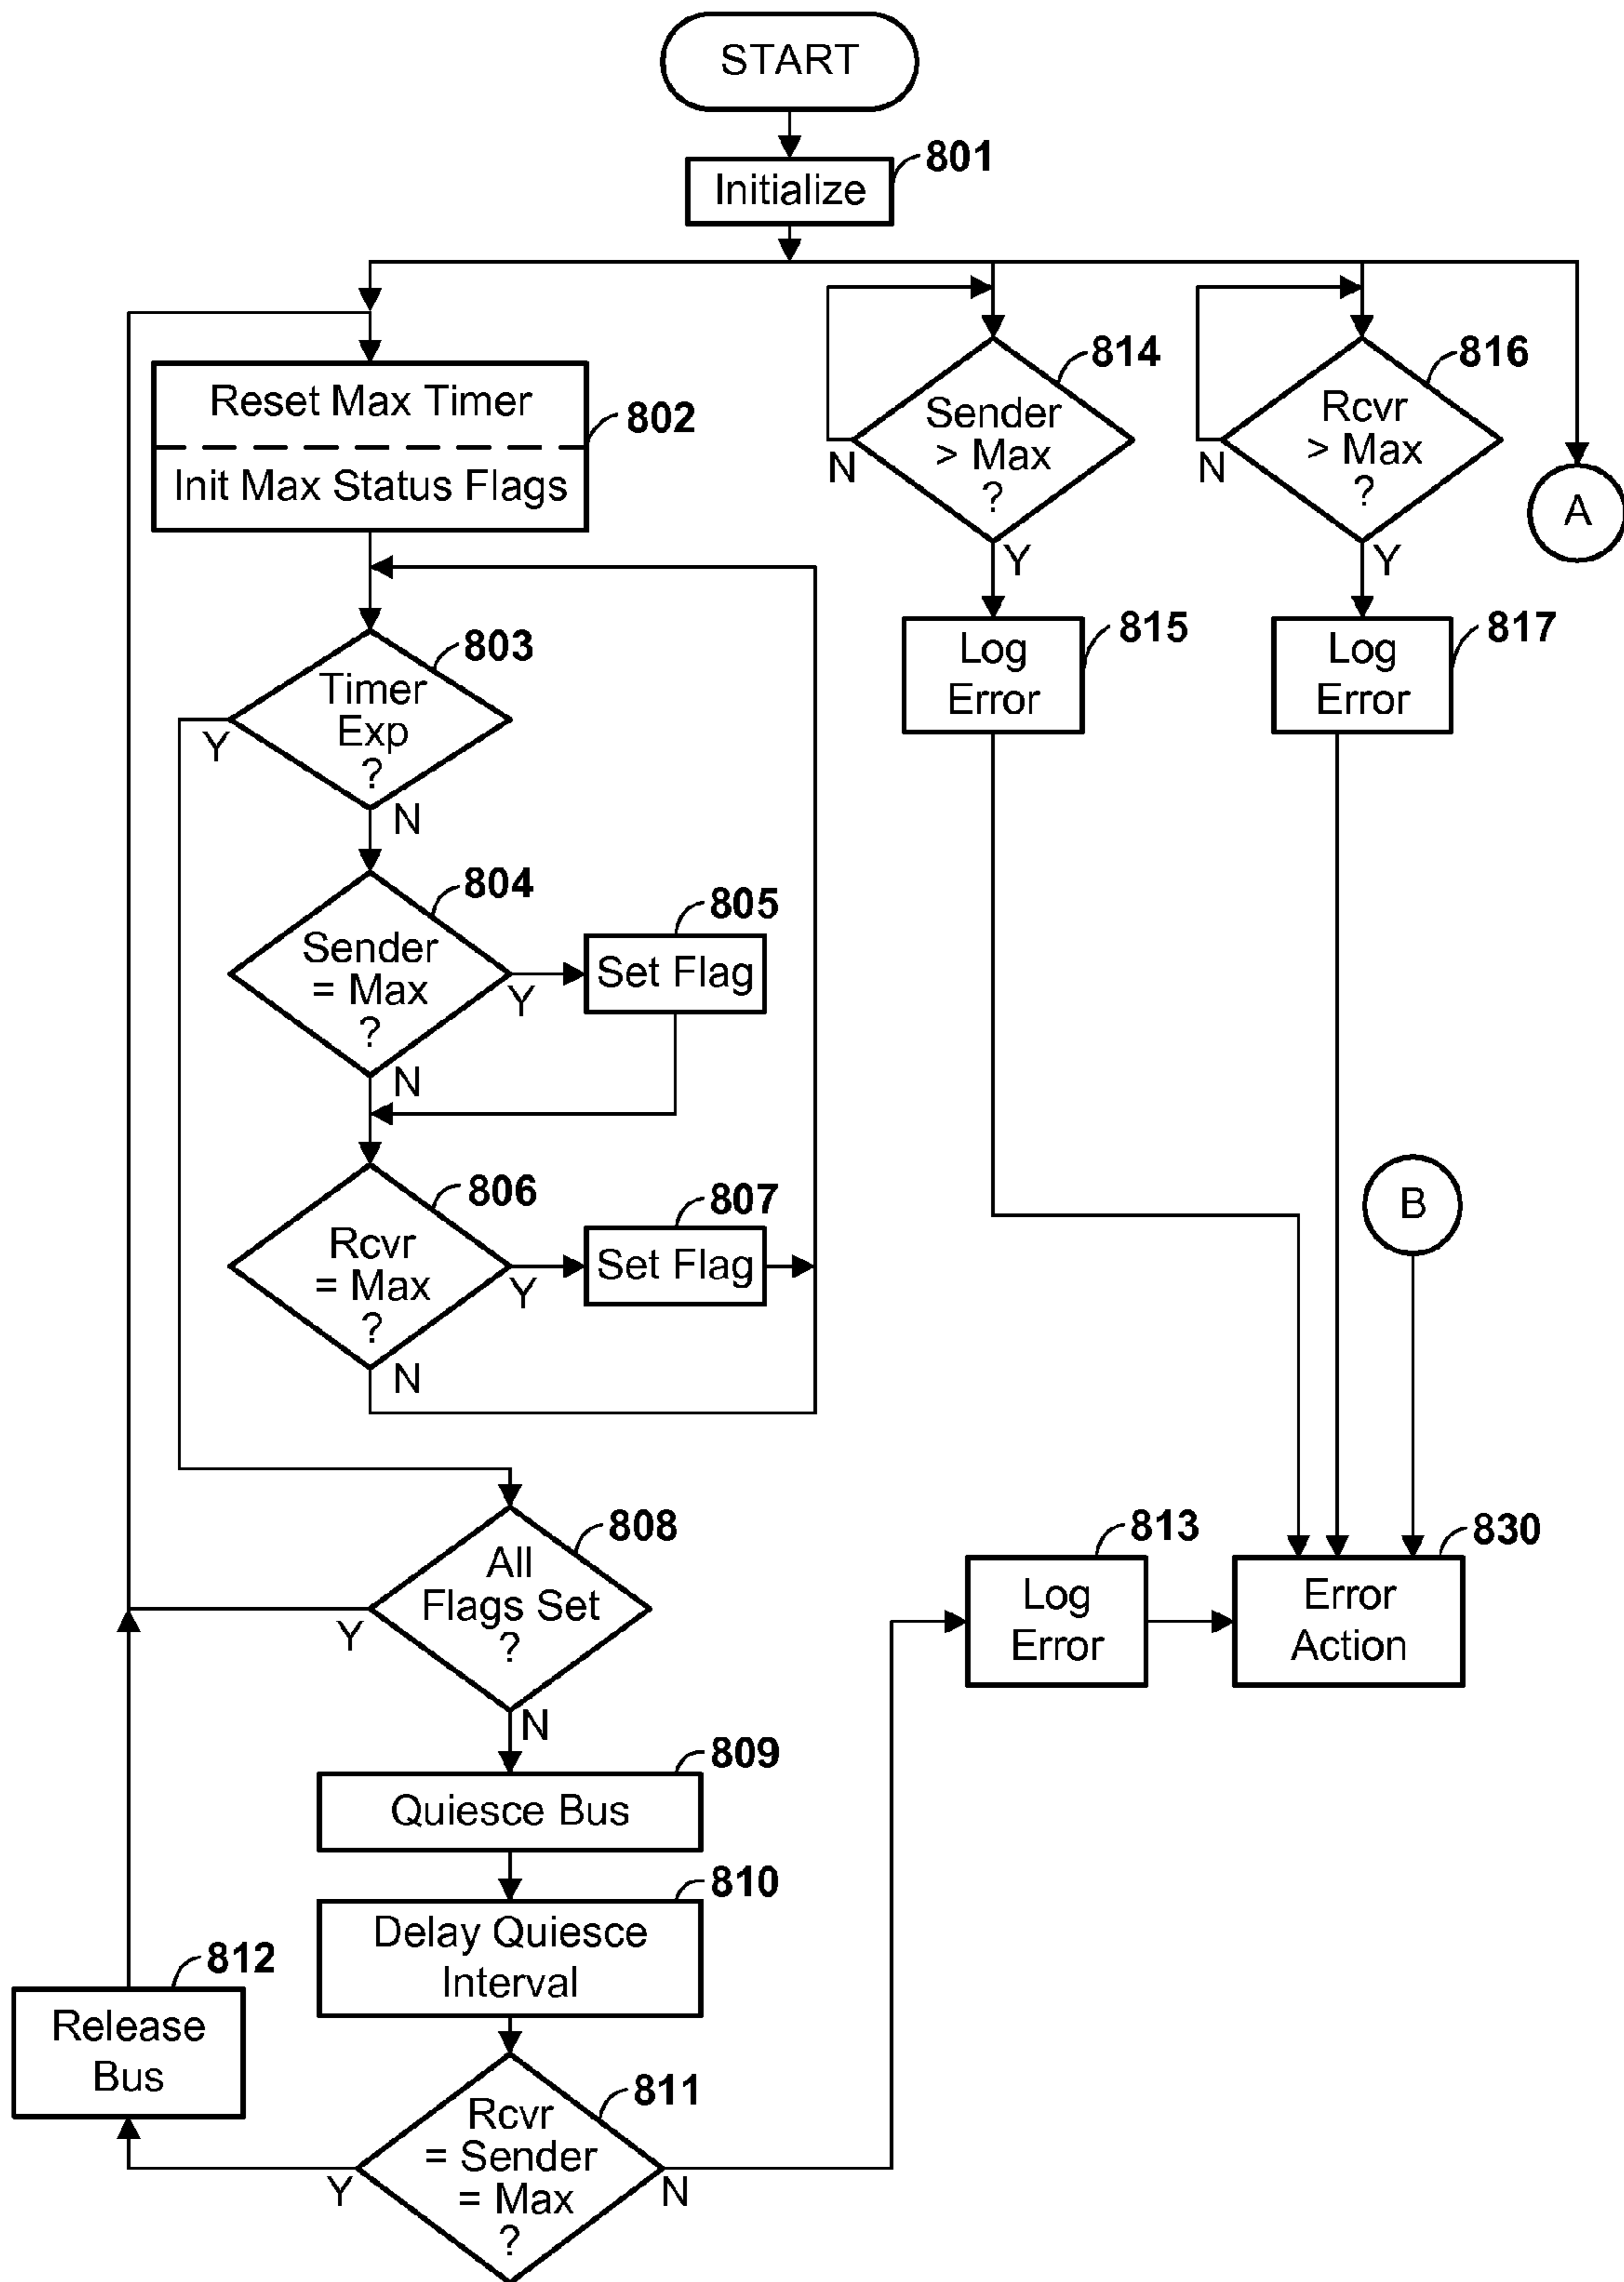 START
801
Initialize
802
Reset Max Timer
Init Max Status Flags
814
Sender
> Max
?
N
Y
816
Rcvr
> Max
?
N
Y
A
803
Timer
Exp
?
Y
N
815
Log
Error
817
Log
Error
804
Sender
= Max
?
Y
N
805
Set Flag
806
Rcvr
= Max
?
Y
N
807
Set Flag
B
808
All
Flags Set
?
Y
N
813
Log
Error
830
Error
Action
809
Quiesce Bus
810
Delay Quiesce
Interval
812
Release
Bus
811
Rcvr
= Sender
= Max
?
Y
N